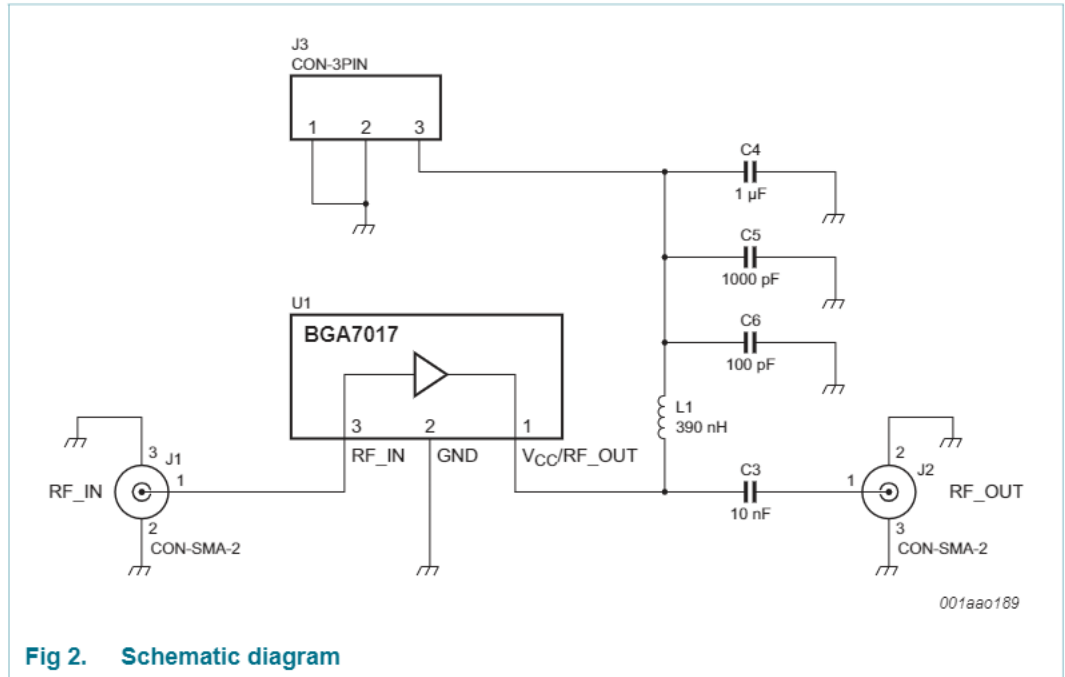 J3
CON-3PIN
1 2 3
C4
1 µF
C5
1000 pF
C6
100 pF
U1
BGA7017
3 2 1
RF_IN GND VCC/RF_OUT
L1
390 nH
3
J1
RF_IN
1
2
CON-SMA-2
C3
10 nF
2
J2
1
RF_OUT
3
CON-SMA-2
001aao189
Fig 2. Schematic diagram